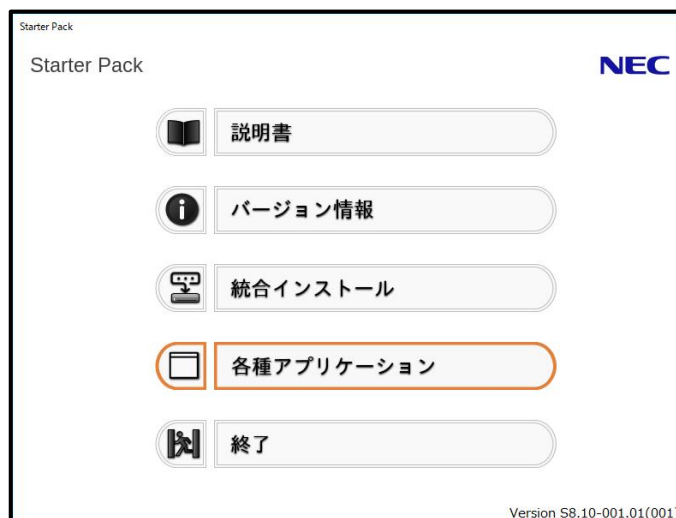 Starter Pack
Starter Pack
NEC
説明書
バージョン情報
統合インストール
各種アプリケーション
終了
Version S8.10-001.01(001)